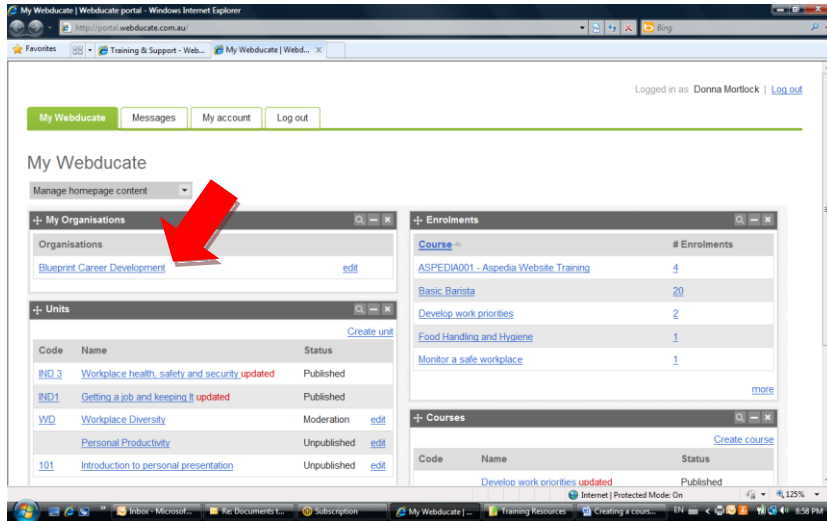 My Webducate | Webducate portal - Windows Internet Explorer
http://portal.webducate.com.au/
Bing
Favorites
Training & Support - Web...
My Webducate | Webd...
Logged in as Donna Mortlock | Log out
My Webducate Messages My account Log out
My Webducate
Manage homepage content
My Organisations
Organisations
Blueprint Career Development edit
Units
Create unit
Code Name Status
IND 3 Workplace health, safety and security updated Published
IND1 Getting a job and keeping It updated Published
WD Workplace Diversity Moderation edit
Personal Productivity Unpublished edit
101 Introduction to personal presentation Unpublished edit
Enrolments
Course # Enrolments
ASPEDIA001 - Aspedia Website Training 4
Basic Barista 20
Develop work priorities 2
Food Handling and Hygiene 1
Monitor a safe workplace 1
more
Courses
Create course
Code Name Status
Develop work priorities updated Published
Internet | Protected Mode: On 125%
Inbox - Microsof... Re: Documents t... Subscription My Webducate | ... Training Resources Creating a cours... EN 8:58 PM